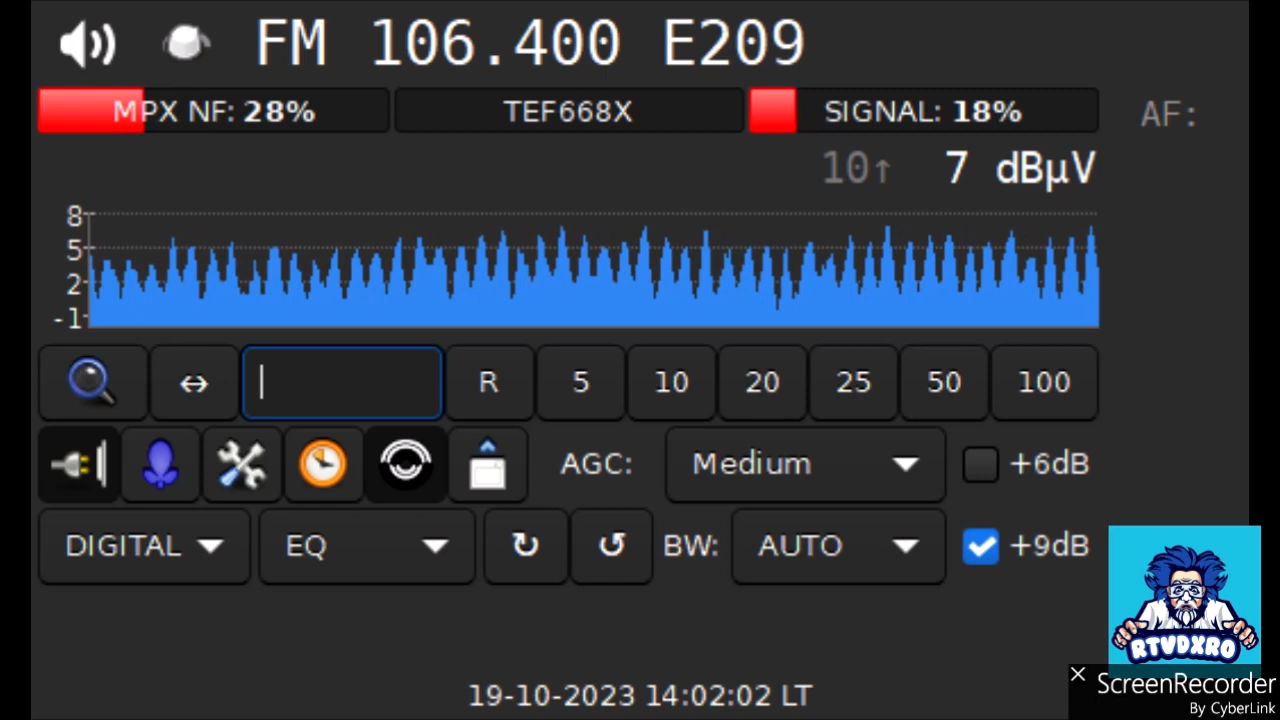 FM 106.400 E209
MPX NF: 28% TEF668X SIGNAL: 18% AF:
10↑ 7 dBµV
8
5
2
-1
↔ R 5 10 20 25 50 100
AGC: Medium +6dB
DIGITAL EQ ↻ ↺ BW: AUTO +9dB
RTVDXRO
19-10-2023 14:02:02 LT
× ScreenRecorder
By CyberLink